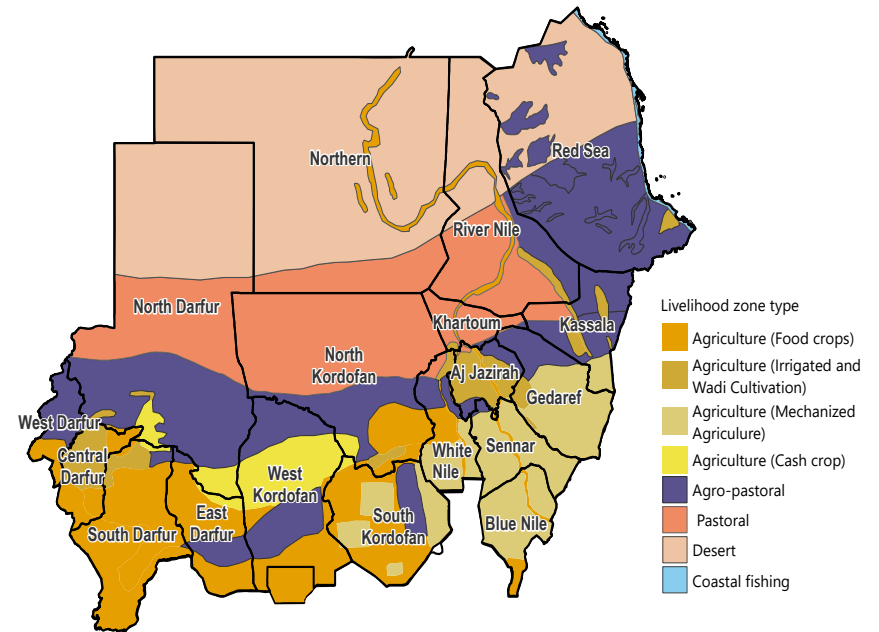 Northern
Red Sea
River Nile
North Darfur
Khartoum
Kassala
North
Kordofan
Aj Jazirah
Gedaref
West Darfur
Central
Darfur
White
Nile
Sennar
West
Kordofan
East
Darfur
South
Kordofan
South Darfur
Blue Nile
Livelihood zone type
Agriculture (Food crops)
Agriculture (Irrigated and
Wadi Cultivation)
Agriculture (Mechanized
Agriculure)
Agriculture (Cash crop)
Agro-pastoral
Pastoral
Desert
Coastal fishing